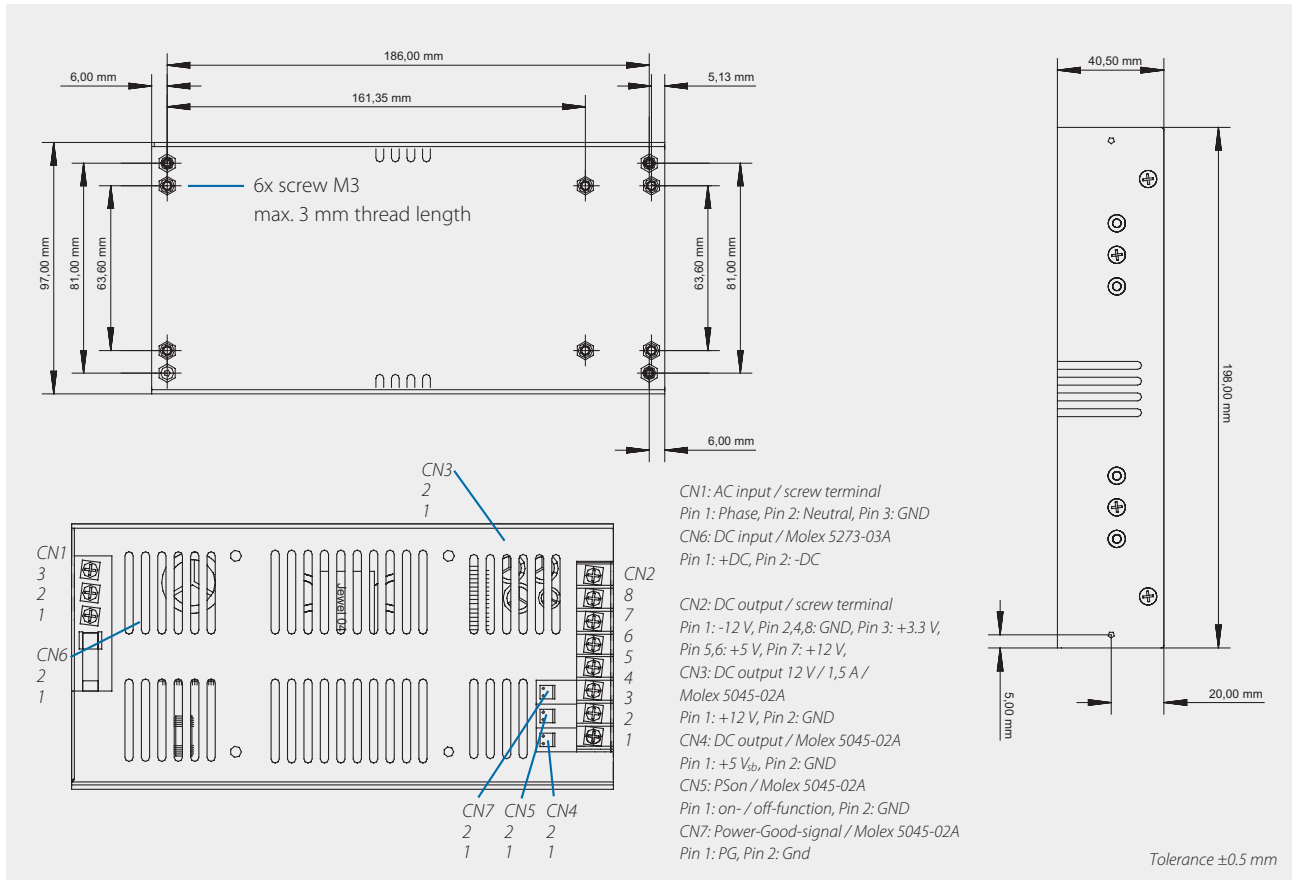 186,00 mm
6,00 mm
5,13 mm
161,35 mm
40,50 mm
97,00 mm
81,00 mm
63,60 mm
6x screw M3
max. 3 mm thread length
63,60 mm
81,00 mm
198,00 mm
6,00 mm
5,00 mm
20,00 mm
CN3
2
1
CN1
3
2
1
CN6
2
1
Jewel 04
CN2
8
7
6
5
4
3
2
1
CN7
2
1
CN5
2
1
CN4
2
1
CN1: AC input / screw terminal
Pin 1: Phase, Pin 2: Neutral, Pin 3: GND
CN6: DC input / Molex 5273-03A
Pin 1: +DC, Pin 2: -DC
CN2: DC output / screw terminal
Pin 1: -12 V, Pin 2,4,8: GND, Pin 3: +3.3 V,
Pin 5,6: +5 V, Pin 7: +12 V,
CN3: DC output 12 V / 1,5 A /
Molex 5045-02A
Pin 1: +12 V, Pin 2: GND
CN4: DC output / Molex 5045-02A
Pin 1: +5 Vsb, Pin 2: GND
CN5: PSon / Molex 5045-02A
Pin 1: on- / off-function, Pin 2: GND
CN7: Power-Good-signal / Molex 5045-02A
Pin 1: PG, Pin 2: Gnd
Tolerance ±0.5 mm